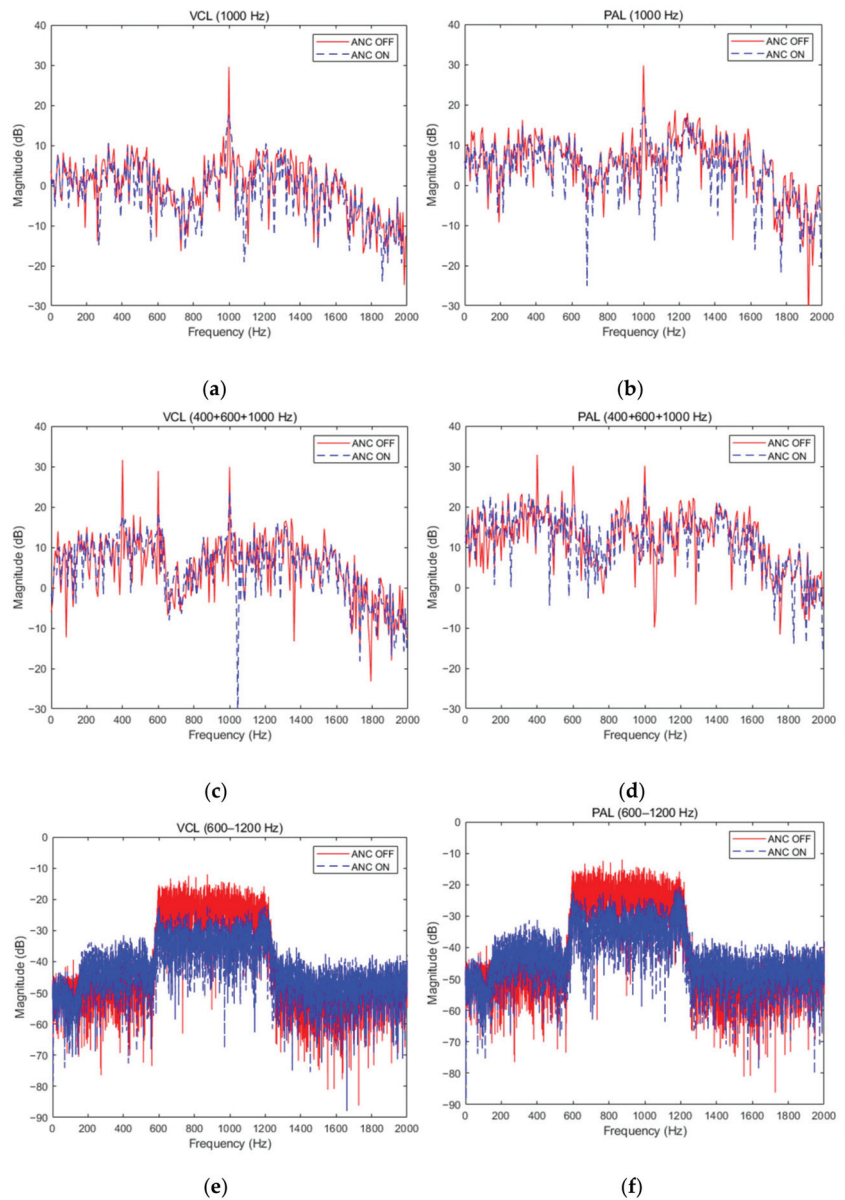 VCL (1000 Hz)
40
30
20
10
0
−10
−20
−30
0 200 400 600 800 1000 1200 1400 1600 1800 2000
Magnitude (dB)
Frequency (Hz)
ANC OFF
ANC ON
(a)
PAL (1000 Hz)
40
30
20
10
0
−10
−20
−30
0 200 400 600 800 1000 1200 1400 1600 1800 2000
Magnitude (dB)
Frequency (Hz)
ANC OFF
ANC ON
(b)
VCL (400+600+1000 Hz)
40
30
20
10
0
−10
−20
−30
0 200 400 600 800 1000 1200 1400 1600 1800 2000
Magnitude (dB)
Frequency (Hz)
ANC OFF
ANC ON
(c)
PAL (400+600+1000 Hz)
40
30
20
10
0
−10
−20
−30
0 200 400 600 800 1000 1200 1400 1600 1800 2000
Magnitude (dB)
Frequency (Hz)
ANC OFF
ANC ON
(d)
VCL (600–1200 Hz)
0
−10
−20
−30
−40
−50
−60
−70
−80
−90
0 200 400 600 800 1000 1200 1400 1600 1800 2000
Magnitude (dB)
Frequency (Hz)
ANC OFF
ANC ON
(e)
PAL (600–1200 Hz)
0
−10
−20
−30
−40
−50
−60
−70
−80
−90
0 200 400 600 800 1000 1200 1400 1600 1800 2000
Magnitude (dB)
Frequency (Hz)
ANC OFF
ANC ON
(f)